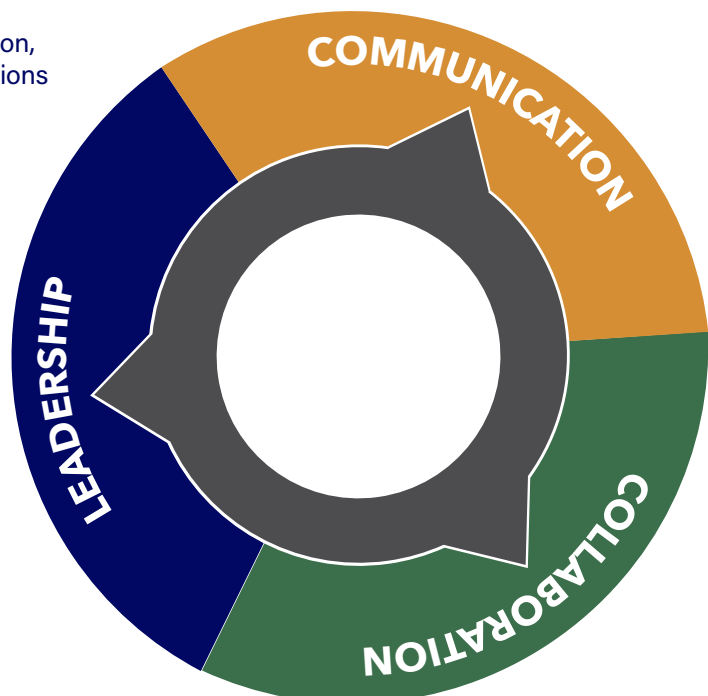 on,
ions
COMMUNICATION
LEADERSHIP
COLLABORATION